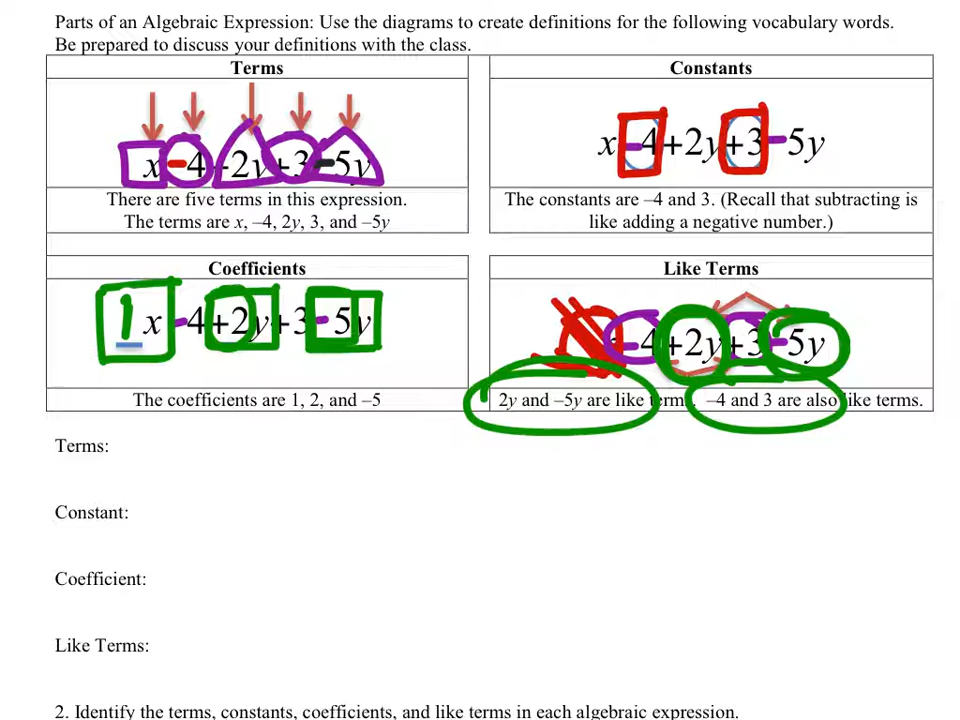 Parts of an Algebraic Expression: Use the diagrams to create definitions for the following vocabulary words.
Be prepared to discuss your definitions with the class.
Terms
x-4+2y+3-5y
There are five terms in this expression.
The terms are x, –4, 2y, 3, and –5y
Constants
x-4+2y+3-5y
The constants are –4 and 3. (Recall that subtracting is
like adding a negative number.)
Coefficients
1x-4+2y+3-5y
The coefficients are 1, 2, and –5
Like Terms
-4+2y+3-5y
2y and –5y are like terms. –4 and 3 are also like terms.
Terms:
Constant:
Coefficient:
Like Terms:
2. Identify the terms, constants, coefficients, and like terms in each algebraic expression.